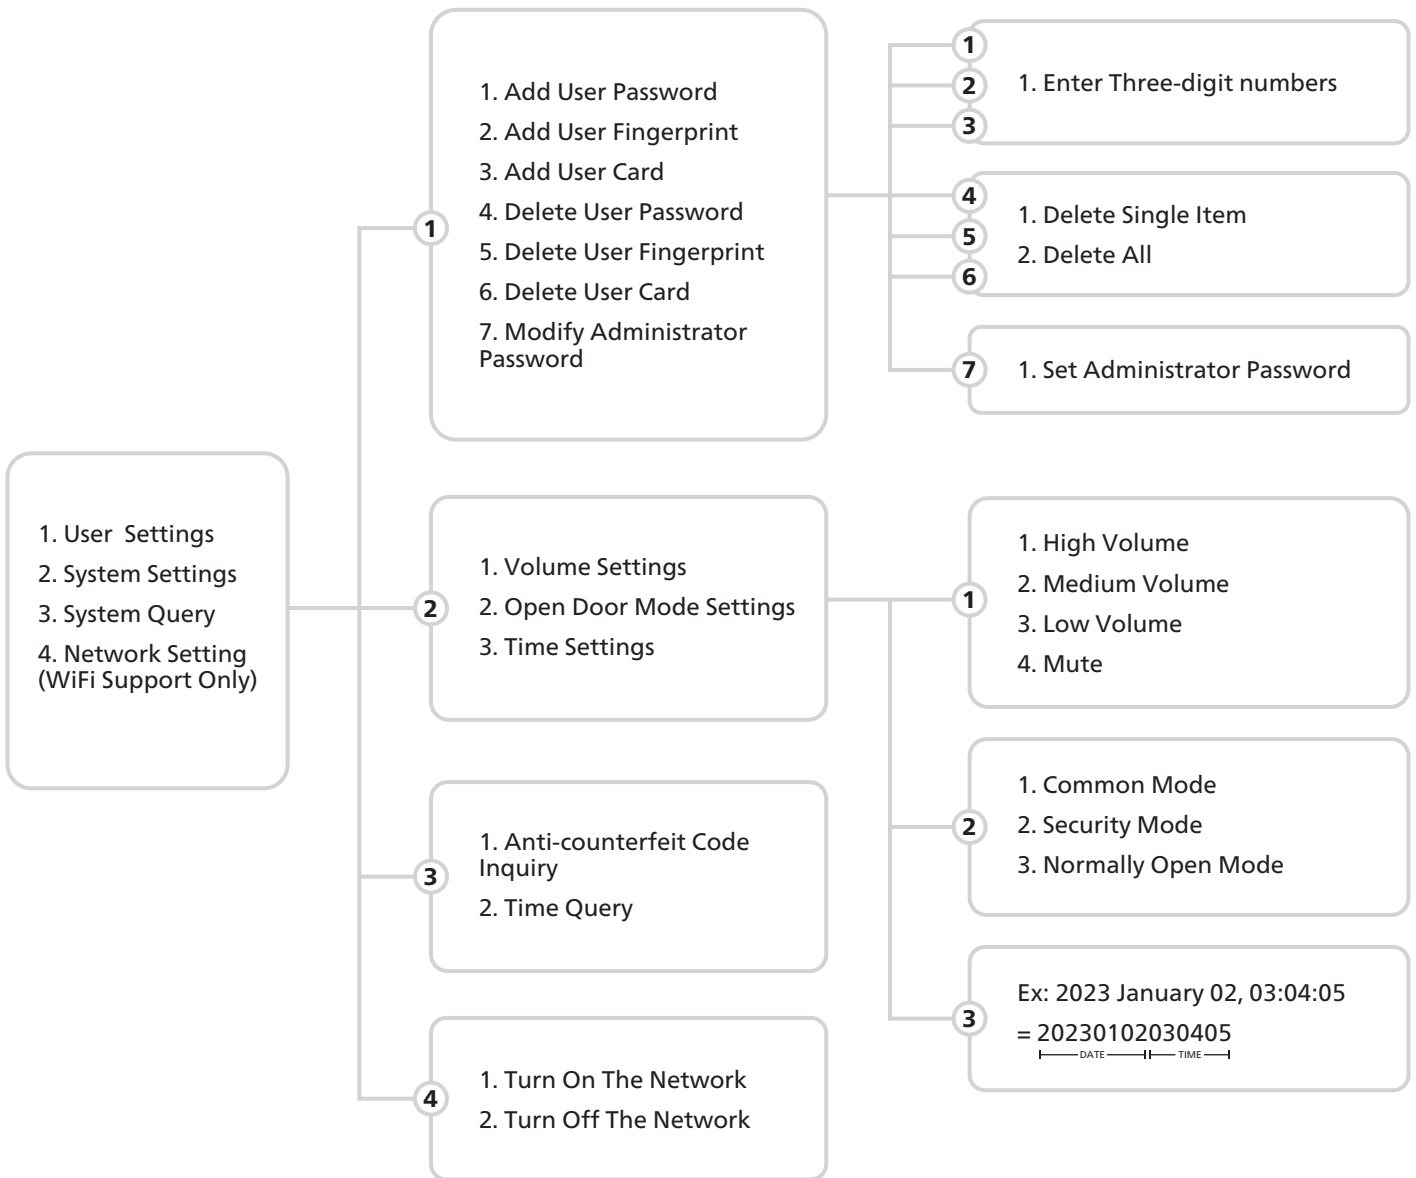 1. User Settings
2. System Settings
3. System Query
4. Network Setting
(WiFi Support Only)
1
1. Add User Password
2. Add User Fingerprint
3. Add User Card
4. Delete User Password
5. Delete User Fingerprint
6. Delete User Card
7. Modify Administrator
Password
1
2
3
1. Enter Three-digit numbers
4
5
6
1. Delete Single Item
2. Delete All
7
1. Set Administrator Password
2
1. Volume Settings
2. Open Door Mode Settings
3. Time Settings
1
1. High Volume
2. Medium Volume
3. Low Volume
4. Mute
2
1. Common Mode
2. Security Mode
3. Normally Open Mode
3
Ex: 2023 January 02, 03:04:05
= 20230102030405
DATE TIME
3
1. Anti-counterfeit Code
Inquiry
2. Time Query
4
1. Turn On The Network
2. Turn Off The Network